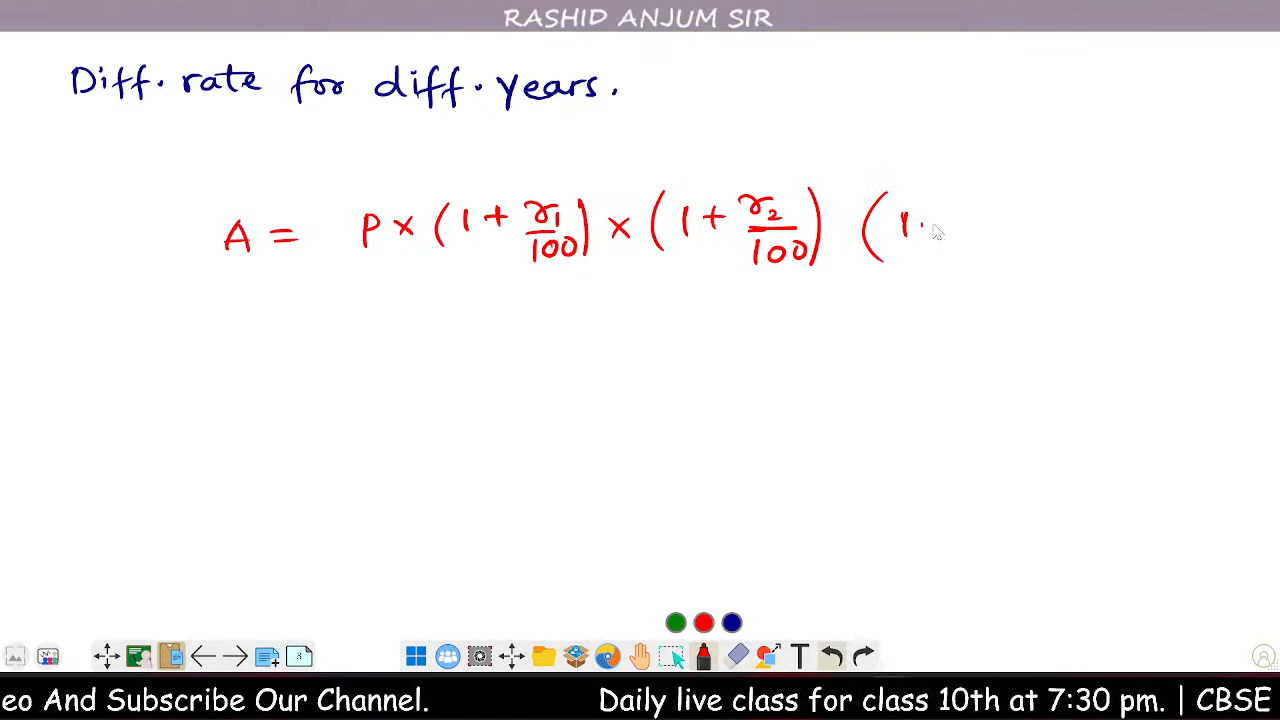 RASHID ANJUM SIR
Diff. rate for diff. years.
A = P × (1 + r₁/100) × (1 + r₂/100) (1
3
eo And Subscribe Our Channel. Daily live class for class 10th at 7:30 pm. | CBSE